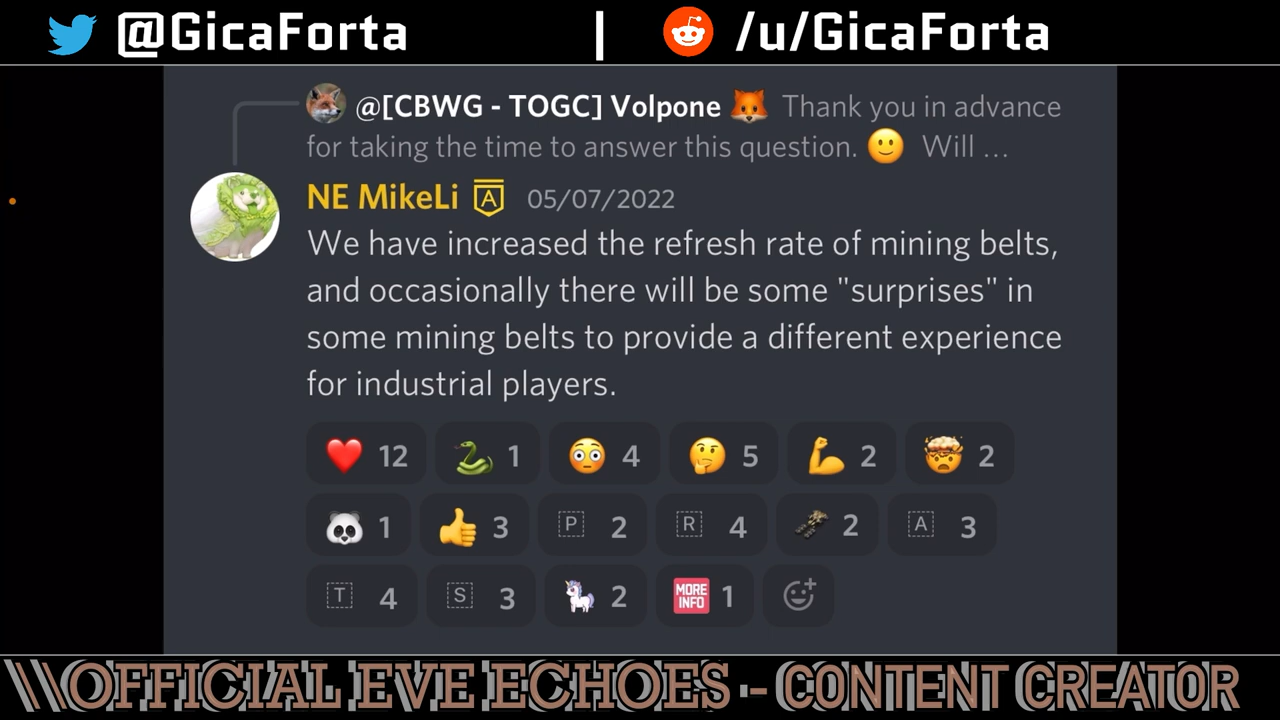 @GicaForta | /u/GicaForta
@[CBWG - TOGC] Volpone 🦊 Thank you in advance
for taking the time to answer this question. 🙂 Will ...
NE MikeLi A 05/07/2022
We have increased the refresh rate of mining belts,
and occasionally there will be some "surprises" in
some mining belts to provide a different experience
for industrial players.
❤️ 12 🐍 1 😳 4 🤔 5 💪 2 🤯 2
🐼 1 👍 3 P 2 R 4 2 A 3
T 4 S 3 🦄 2 MORE INFO 1
\\OFFICIAL EVE ECHOES - CONTENT CREATOR